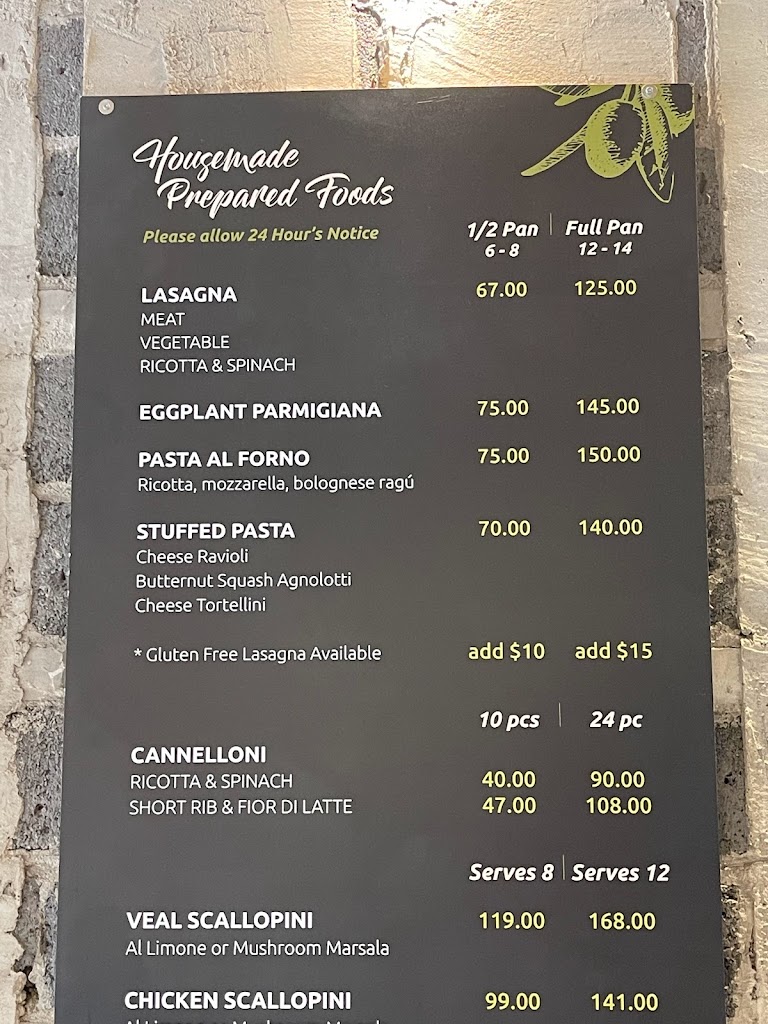 Housemade
Prepared Foods
Please allow 24 Hour's Notice
1/2 Pan | Full Pan
6 - 8 12 - 14
LASAGNA 67.00 125.00
MEAT
VEGETABLE
RICOTTA & SPINACH
EGGPLANT PARMIGIANA 75.00 145.00
PASTA AL FORNO 75.00 150.00
Ricotta, mozzarella, bolognese ragú
STUFFED PASTA 70.00 140.00
Cheese Ravioli
Butternut Squash Agnolotti
Cheese Tortellini
* Gluten Free Lasagna Available add $10 add $15
10 pcs | 24 pc
CANNELLONI
RICOTTA & SPINACH 40.00 90.00
SHORT RIB & FIOR DI LATTE 47.00 108.00
Serves 8 | Serves 12
VEAL SCALLOPINI 119.00 168.00
Al Limone or Mushroom Marsala
CHICKEN SCALLOPINI 99.00 141.00